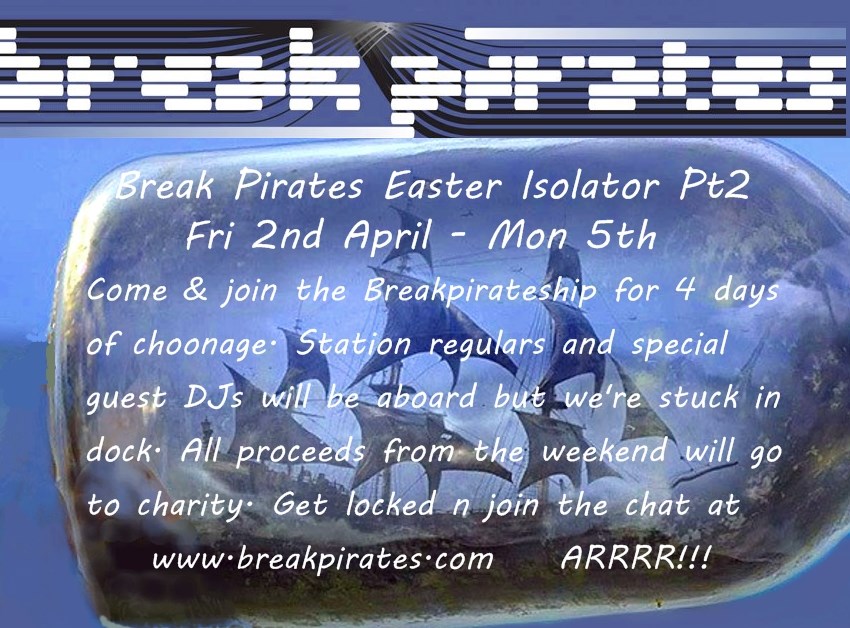 break pirates
Break Pirates Easter Isolator Pt2
Fri 2nd April - Mon 5th
Come & join the Breakpirateship for 4 days
of choonage. Station regulars and special
guest DJs will be aboard but we're stuck in
dock. All proceeds from the weekend will go
to charity. Get locked n join the chat at
www.breakpirates.com ARRRR!!!